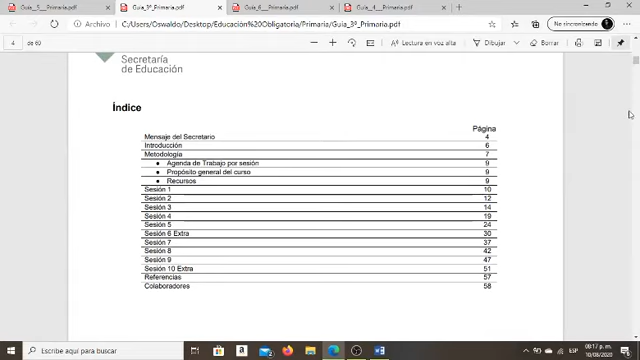 Guia_5__Primaria.pdf
Guia_3º_Primaria.pdf
Guia_6__Primaria.pdf
Guia_4__Primaria.pdf
Archivo C:/Users/Oswaldo/Desktop/Educación%20Obligatoria/Primaria/Guia_3º_Primaria.pdf
No sincronizando
4 de 60 Lectura en voz alta Dibujar Borrar
Secretaría
de Educación
Índice
Página
Mensaje del Secretario 4
Introducción 6
Metodología 7
• Agenda de Trabajo por sesión 9
• Propósito general del curso 9
• Recursos 9
Sesión 1 10
Sesión 2 12
Sesión 3 14
Sesión 4 19
Sesión 5 24
Sesión 6 Extra 30
Sesión 7 37
Sesión 8 42
Sesión 9 47
Sesión 10 Extra 51
Referencias 57
Colaboradores 58
Escribe aquí para buscar
ESP
08:17 p. m.
10/08/2020